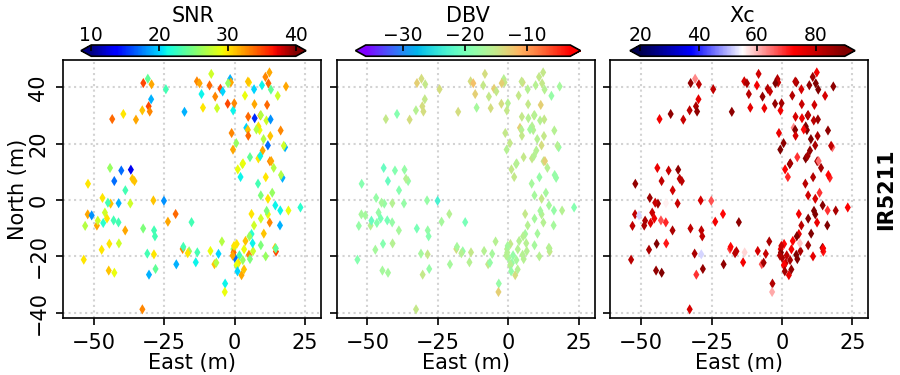 SNR DBV Xc
10 20 30 40 −30 −20 −10 20 40 60 80
40
20
North (m) 0
−20
−40
IR5211
−50 −25 0 25 −50 −25 0 25 −50 −25 0 25
East (m) East (m) East (m)